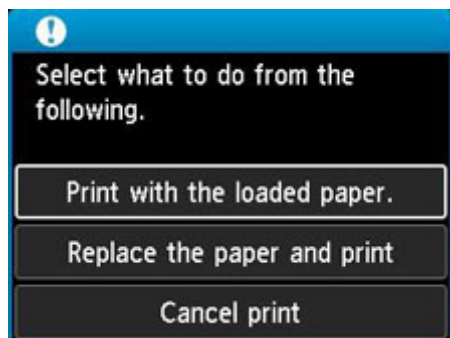 Select what to do from the
following.
Print with the loaded paper.
Replace the paper and print
Cancel print